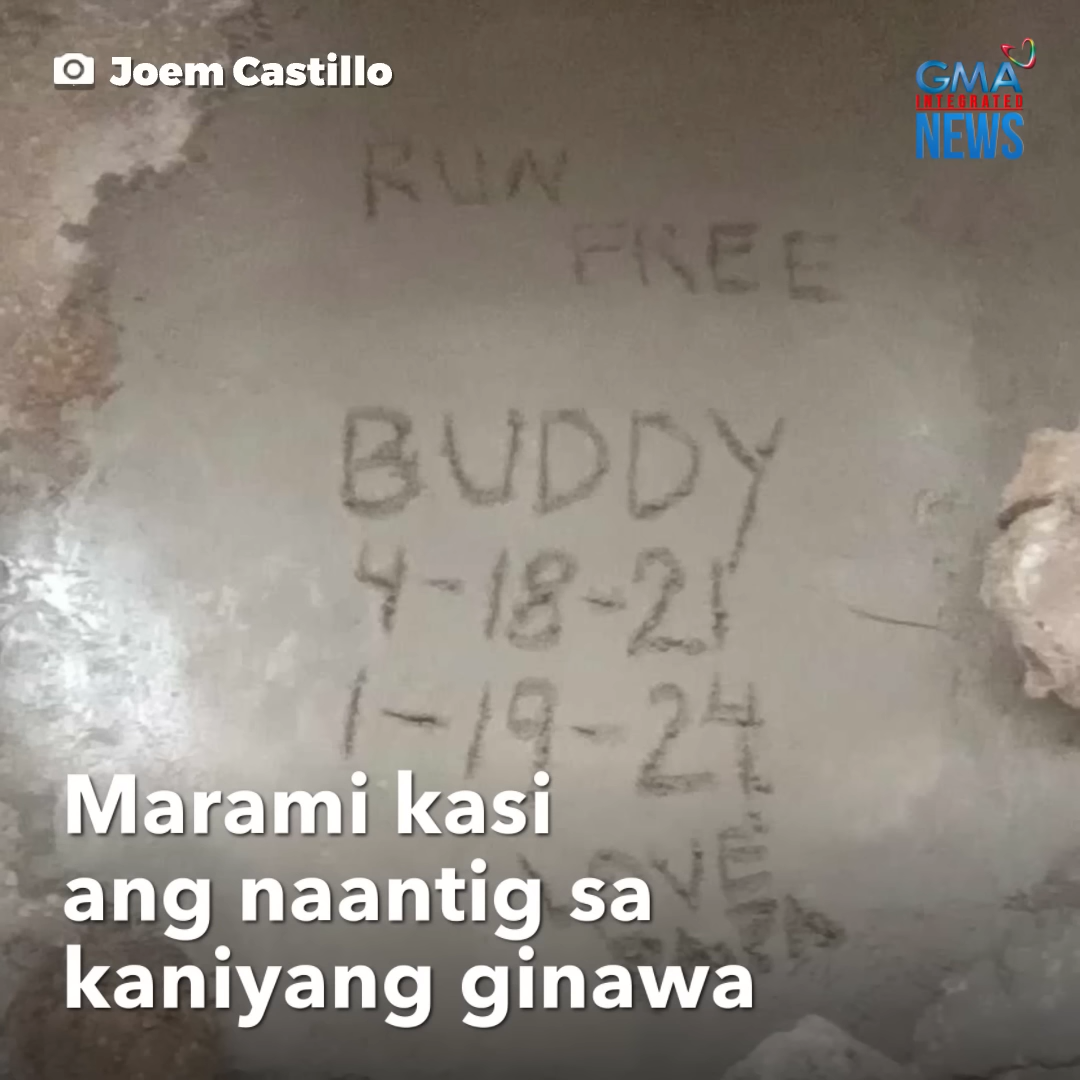 Joem Castillo
GMA
INTEGRATED
NEWS
RUN
FREE
BUDDY
4-18-21
1-19-24
LOVE
Marami kasi
ang naantig sa
kaniyang ginawa